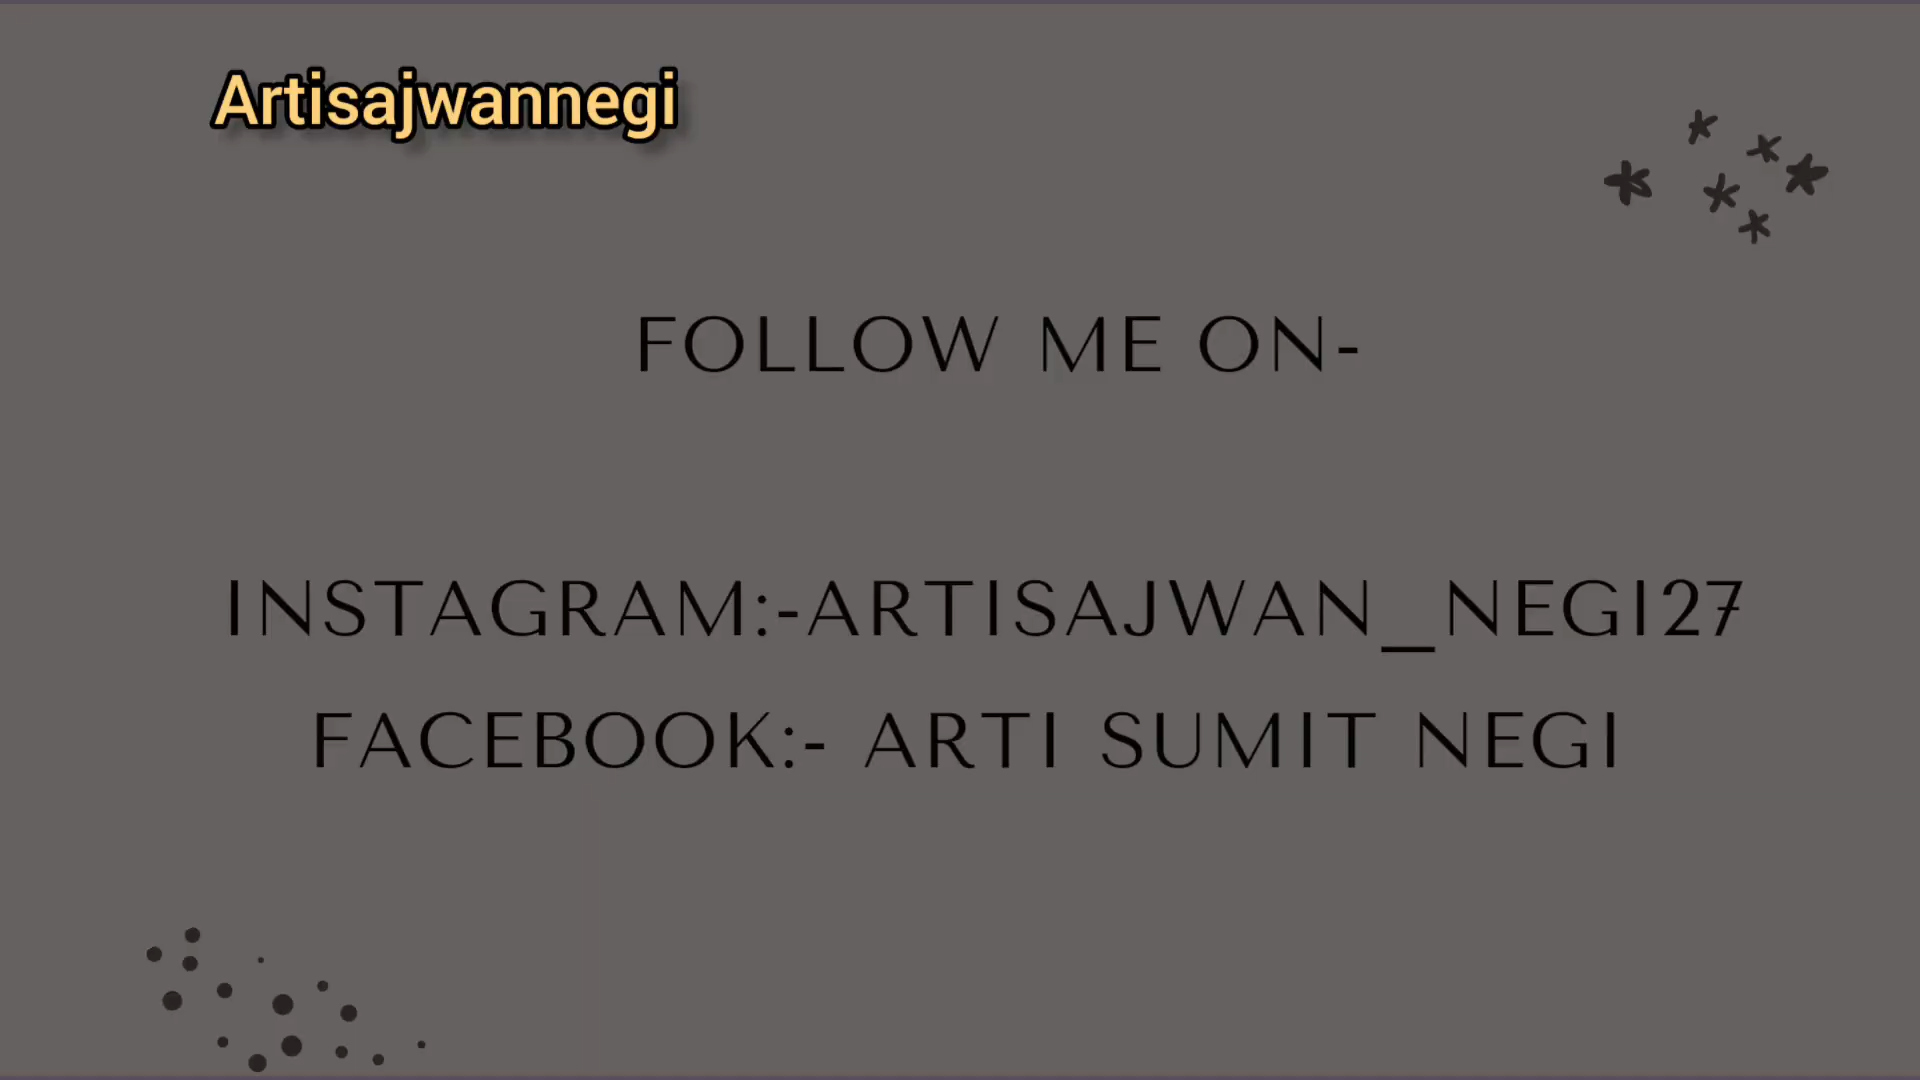 Artisajwannegi
FOLLOW ME ON-
INSTAGRAM:-ARTISAJWAN_NEGI27
FACEBOOK:- ARTI SUMIT NEGI